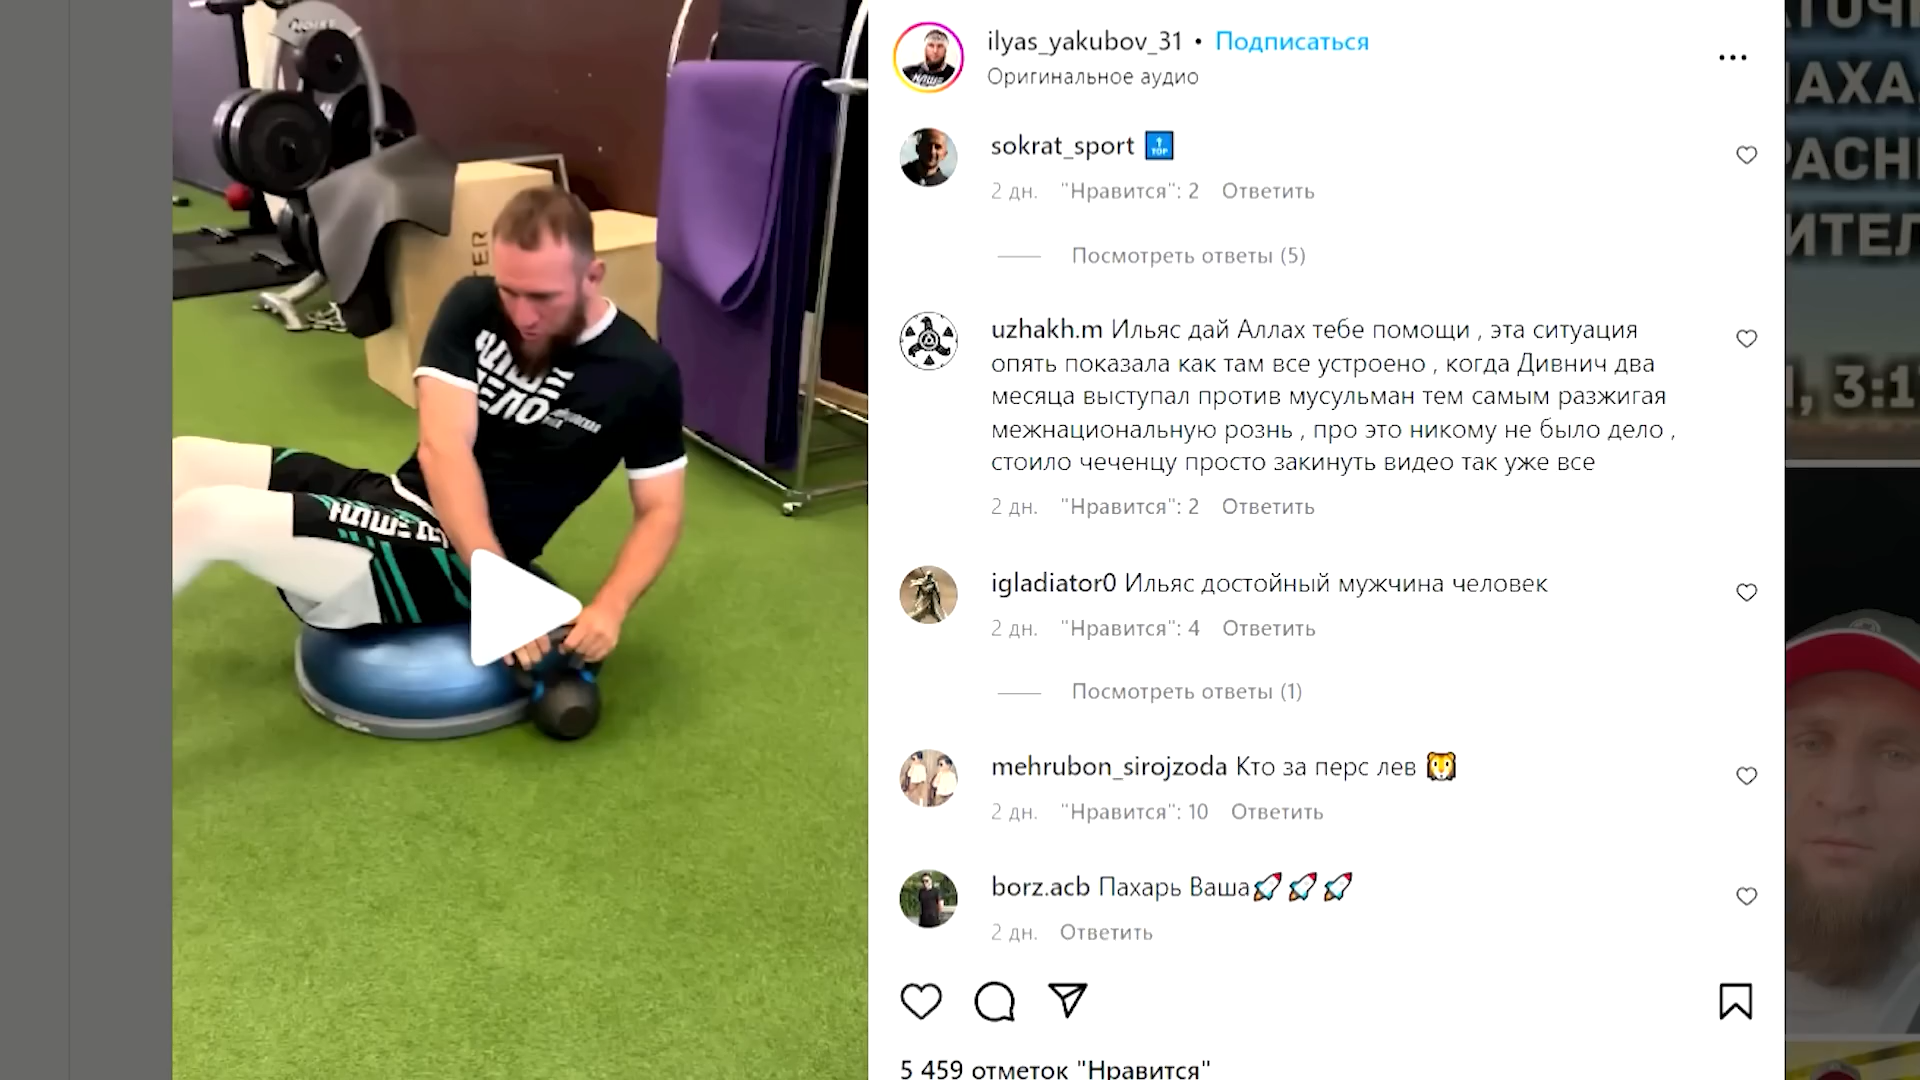 ilyas_yakubov_31 • Подписаться
Оригинальное аудио
sokrat_sport TOP
2 дн. "Нравится": 2 Ответить
Посмотреть ответы (5)
uzhakh.m Ильяс дай Аллах тебе помощи , эта ситуация
опять показала как там все устроено , когда Дивнич два
месяца выступал против мусульман тем самым разжигая
межнациональную рознь , про это никому не было дело ,
стоило чеченцу просто закинуть видео так уже все
2 дн. "Нравится": 2 Ответить
igladiator0 Ильяс достойный мужчина человек
2 дн. "Нравится": 4 Ответить
Посмотреть ответы (1)
mehrubon_sirojzoda Кто за перс лев
2 дн. "Нравится": 10 Ответить
borz.acb Пахарь Ваша
2 дн. Ответить
5 459 отметок "Нравится"